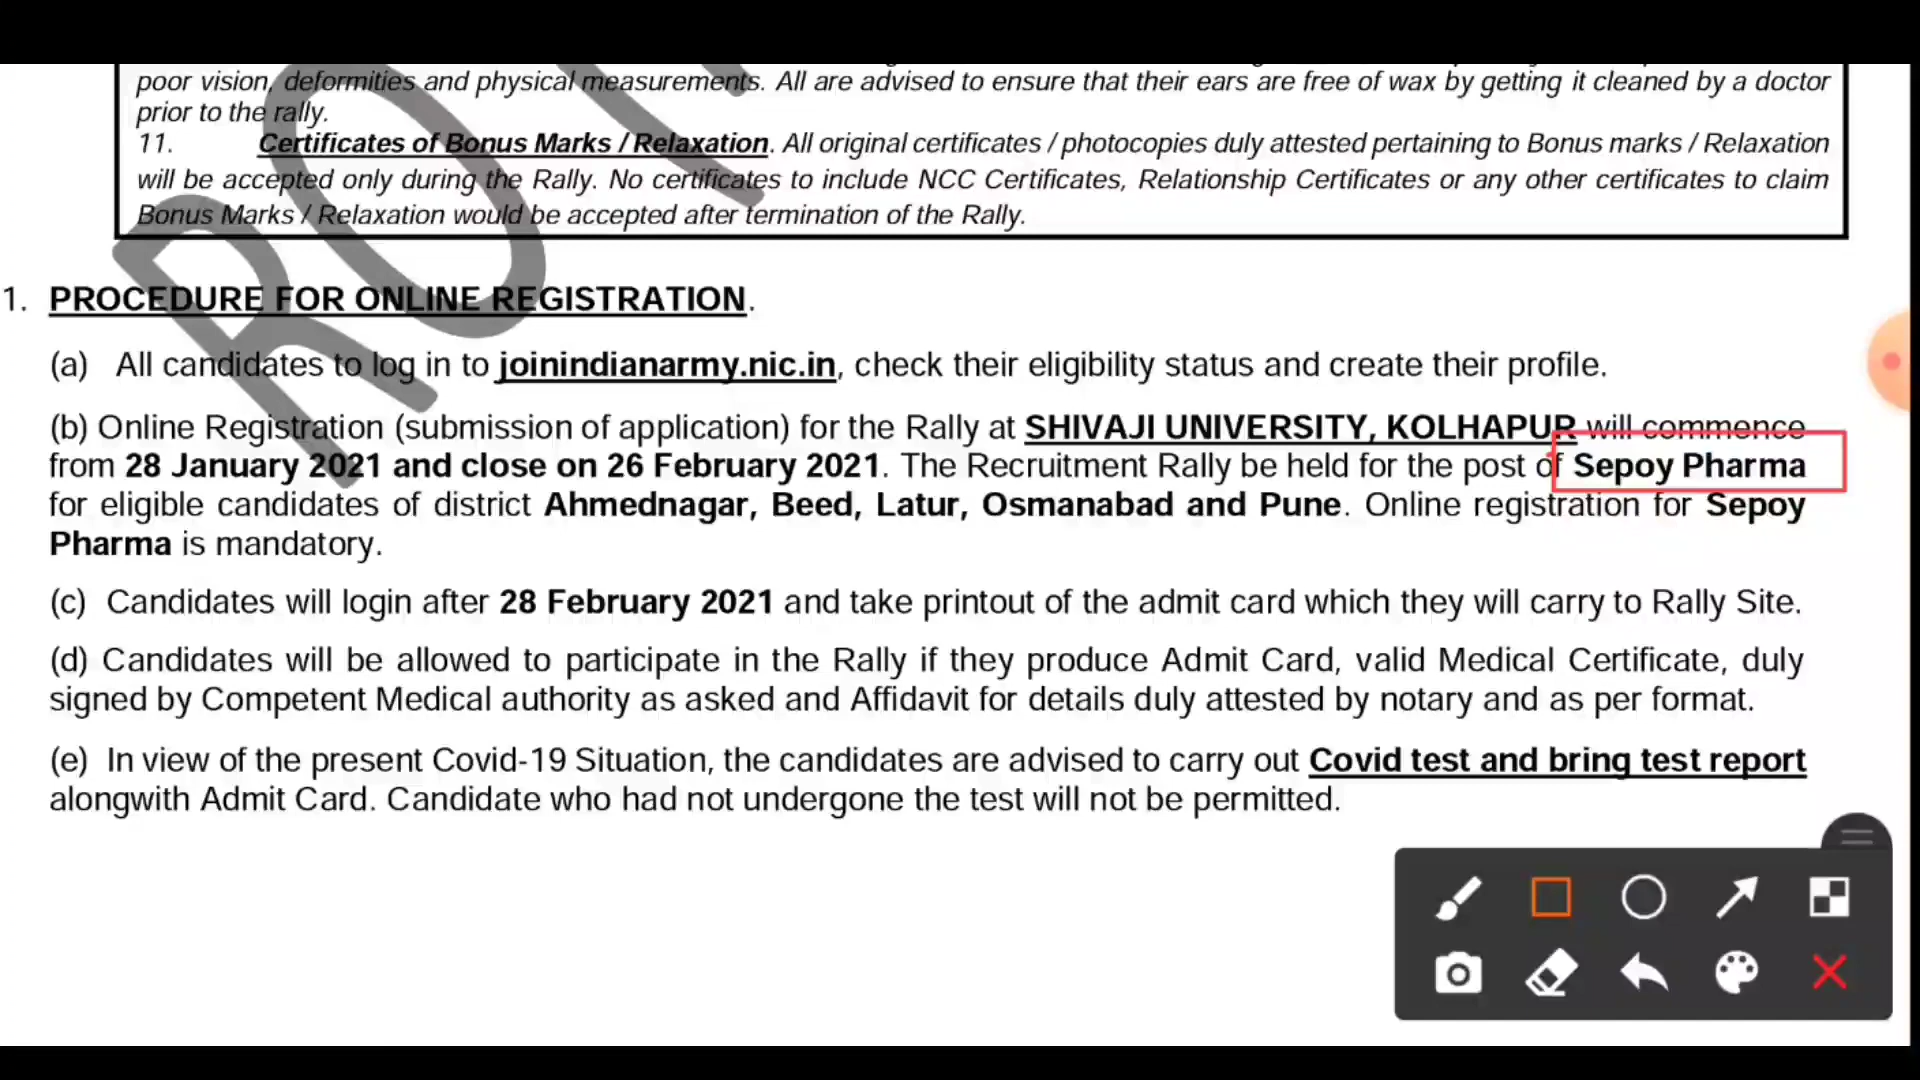 poor vision, deformities and physical measurements. All are advised to ensure that their ears are free of wax by getting it cleaned by a doctor
prior to the rally.
11. Certificates of Bonus Marks / Relaxation. All original certificates / photocopies duly attested pertaining to Bonus marks / Relaxation
will be accepted only during the Rally. No certificates to include NCC Certificates, Relationship Certificates or any other certificates to claim
Bonus Marks / Relaxation would be accepted after termination of the Rally.
1. PROCEDURE FOR ONLINE REGISTRATION.
(a) All candidates to log in to joinindianarmy.nic.in, check their eligibility status and create their profile.
(b) Online Registration (submission of application) for the Rally at SHIVAJI UNIVERSITY, KOLHAPUR will commence
from 28 January 2021 and close on 26 February 2021. The Recruitment Rally be held for the post of Sepoy Pharma
for eligible candidates of district Ahmednagar, Beed, Latur, Osmanabad and Pune. Online registration for Sepoy
Pharma is mandatory.
(c) Candidates will login after 28 February 2021 and take printout of the admit card which they will carry to Rally Site.
(d) Candidates will be allowed to participate in the Rally if they produce Admit Card, valid Medical Certificate, duly
signed by Competent Medical authority as asked and Affidavit for details duly attested by notary and as per format.
(e) In view of the present Covid-19 Situation, the candidates are advised to carry out Covid test and bring test report
alongwith Admit Card. Candidate who had not undergone the test will not be permitted.